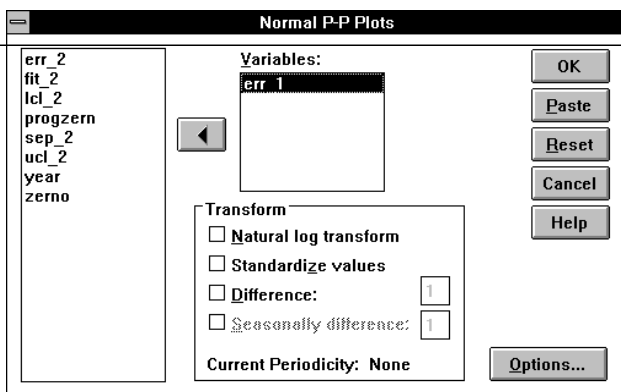 Normal P-P Plots
err_2
fit_2
lcl_2
progzern
sep_2
ucl_2
year
zerno
Variables:
err_1
Transform
Natural log transform
Standardize values
Difference: 1
Seasonally difference: 1
Current Periodicity: None
OK
Paste
Reset
Cancel
Help
Options...